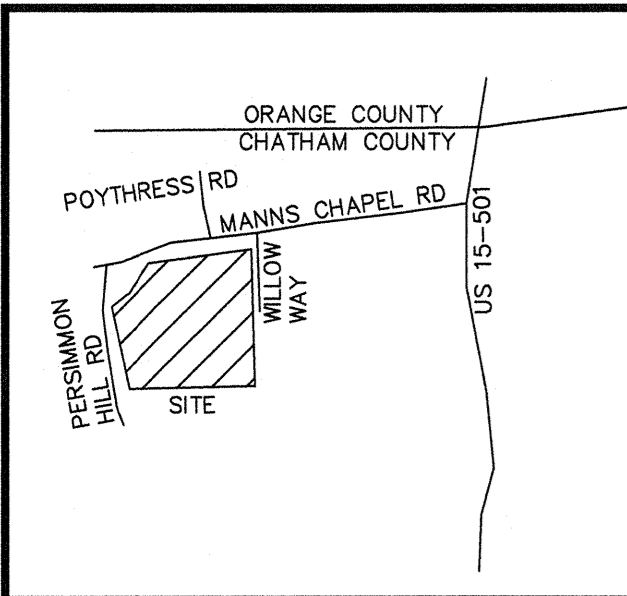 ORANGE COUNTY
CHATHAM COUNTY
POYTHRESS RD
MANNS CHAPEL RD
US 15-501
WILLOW
WAY
PERSIMMON
HILL RD
SITE